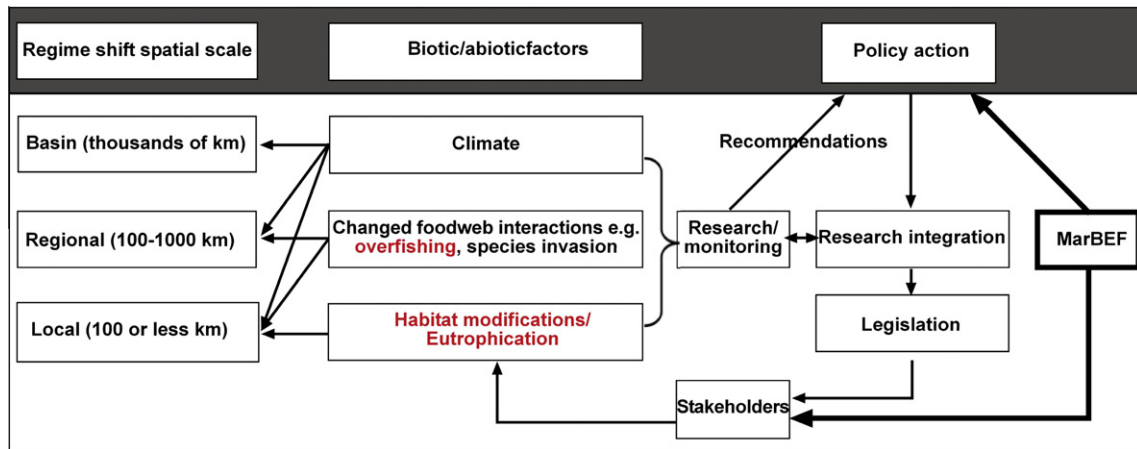 Regime shift spatial scale
Biotic/abioticfactors
Policy action
Basin (thousands of km)
Climate
Recommendations
Regional (100-1000 km)
Changed foodweb interactions e.g.
overfishing, species invasion
Research/
monitoring
Research integration
MarBEF
Local (100 or less km)
Habitat modifications/
Eutrophication
Legislation
Stakeholders